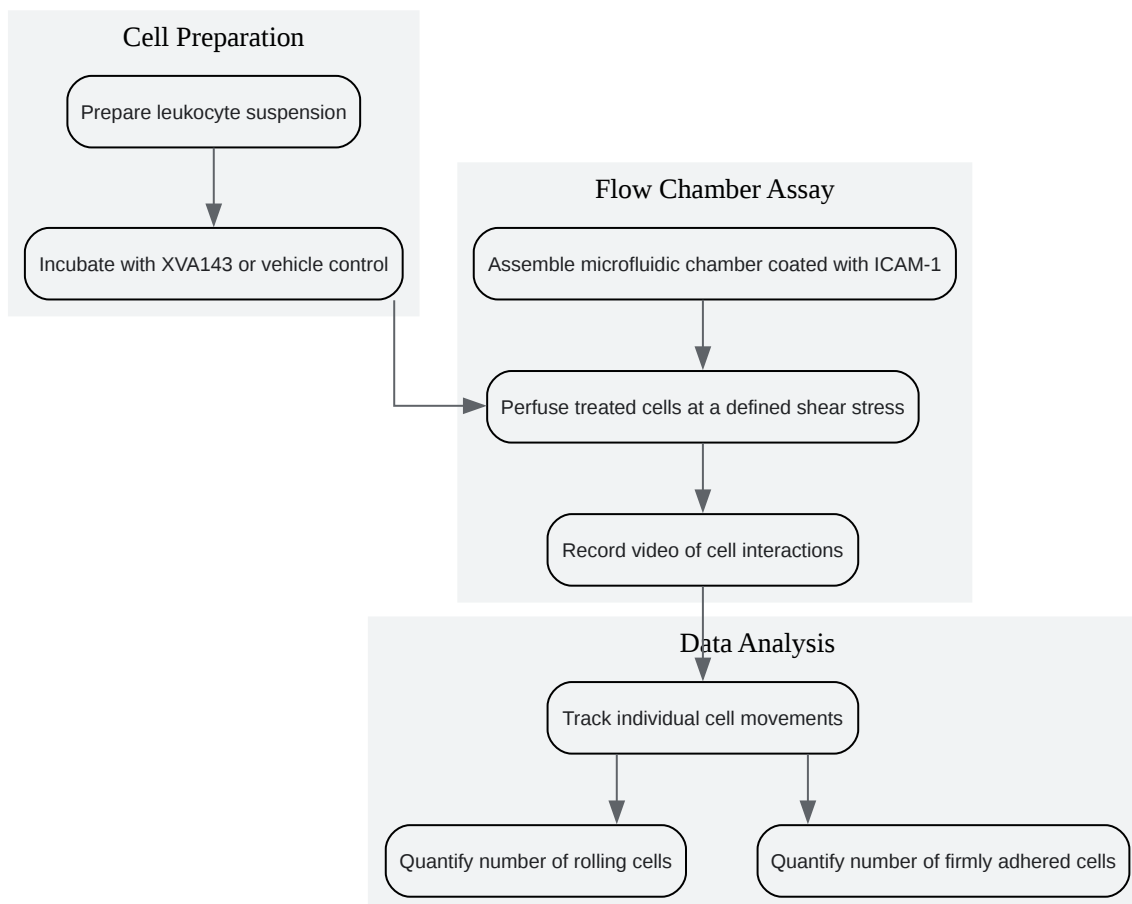 Cell Preparation
Prepare leukocyte suspension
Incubate with XVA143 or vehicle control
Flow Chamber Assay
Assemble microfluidic chamber coated with ICAM-1
Perfuse treated cells at a defined shear stress
Record video of cell interactions
Data Analysis
Track individual cell movements
Quantify number of rolling cells
Quantify number of firmly adhered cells